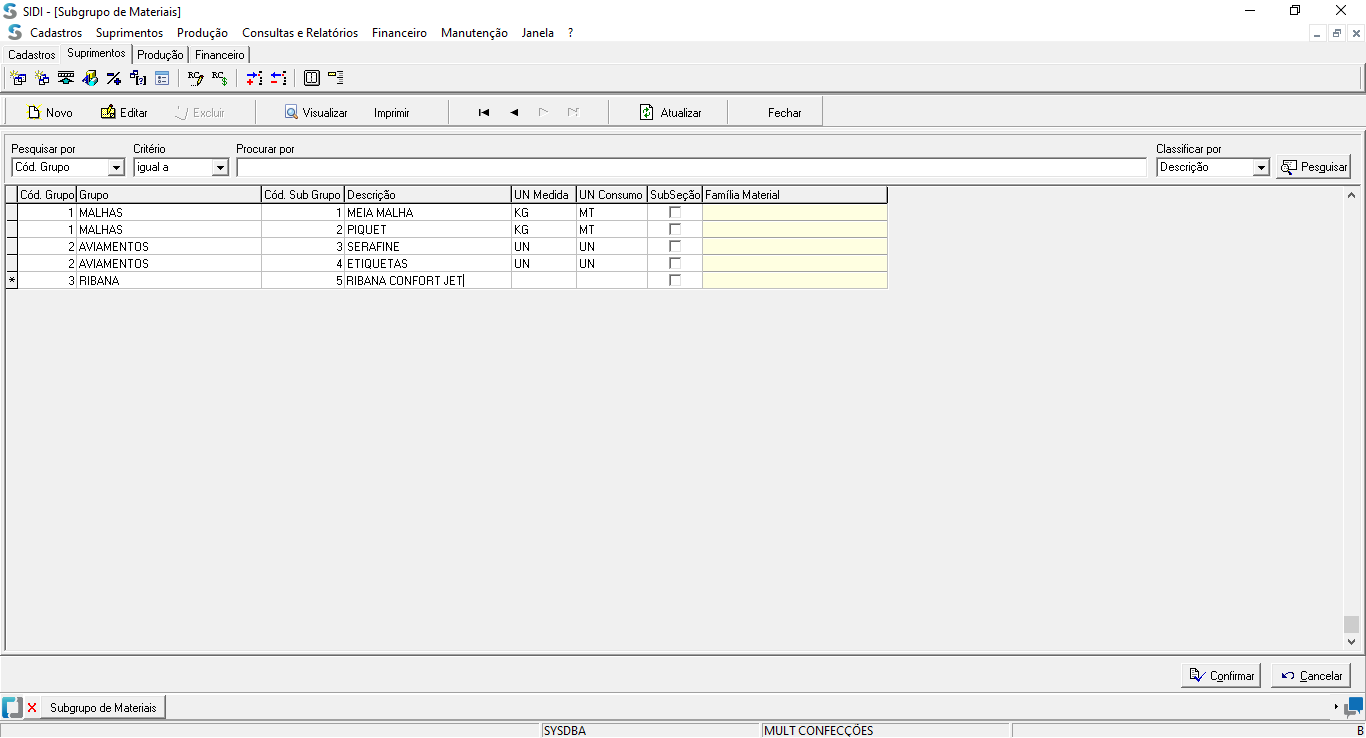 SIDI - [Subgrupo de Materiais]
Cadastros Suprimentos Produção Consultas e Relatórios Financeiro Manutenção Janela ?
Cadastros Suprimentos Produção Financeiro
Novo Editar Excluir Visualizar Imprimir Atualizar Fechar
Pesquisar por Critério Procurar por Classificar por
Cód. Grupo igual a Descrição Pesquisar
Cód. Grupo Grupo Cód. Sub Grupo Descrição UN Medida UN Consumo SubSeção Família Material
1 MALHAS 1 MEIA MALHA KG MT
1 MALHAS 2 PIQUET KG MT
2 AVIAMENTOS 3 SERAFINE UN UN
2 AVIAMENTOS 4 ETIQUETAS UN UN
* 3 RIBANA 5 RIBANA CONFORT JET
Confirmar Cancelar
Subgrupo de Materiais
SYSDBA MULT CONFECÇÕES B